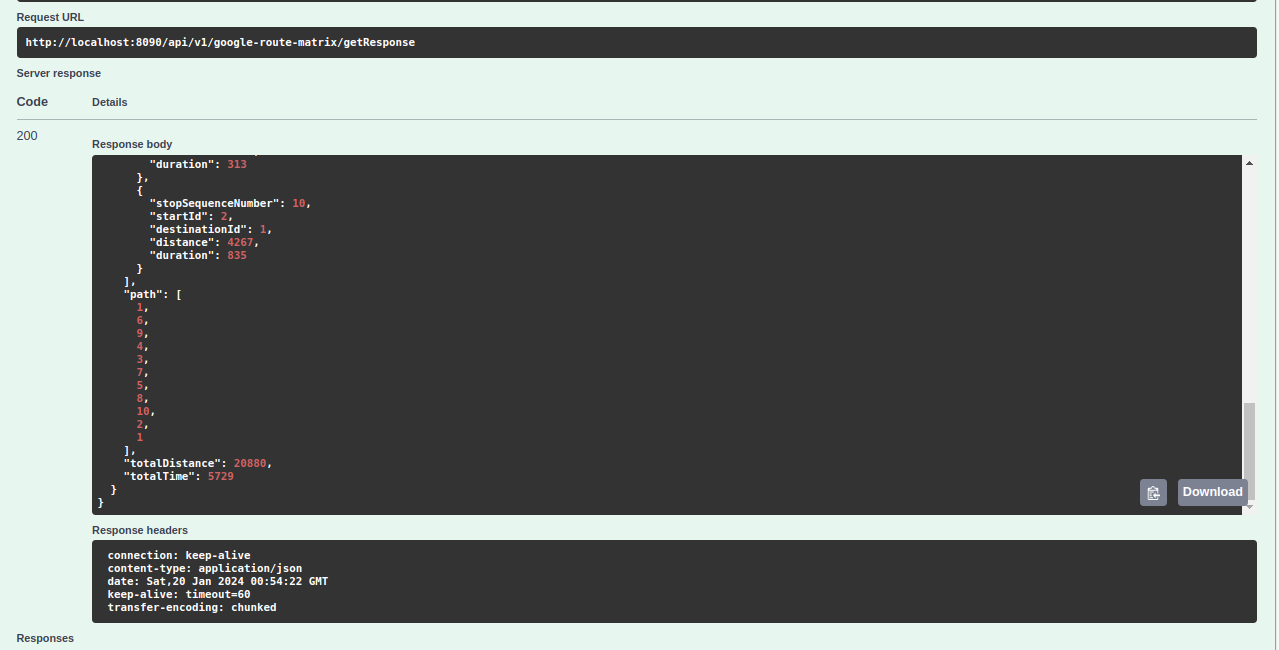 Request URL
http://localhost:8090/api/v1/google-route-matrix/getResponse
Server response
Code Details
200
Response body
"duration": 313
},
{
"stopSequenceNumber": 10,
"startId": 2,
"destinationId": 1,
"distance": 4267,
"duration": 835
}
],
"path": [
1,
6,
9,
4,
3,
7,
5,
8,
10,
2,
1
],
"totalDistance": 20880,
"totalTime": 5729
}
}
Download
Response headers
connection: keep-alive
content-type: application/json
date: Sat,20 Jan 2024 00:54:22 GMT
keep-alive: timeout=60
transfer-encoding: chunked
Responses